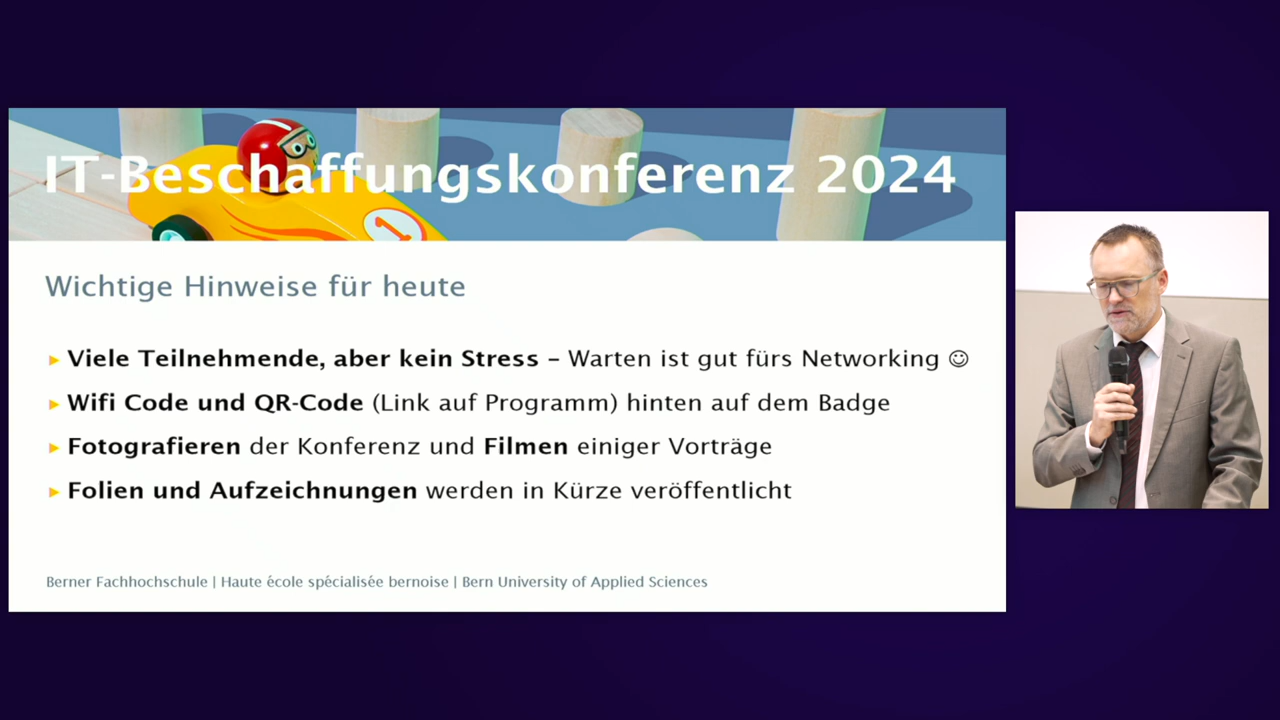 IT-Beschaffungskonferenz 2024
1
Wichtige Hinweise für heute
▸ Viele Teilnehmende, aber kein Stress – Warten ist gut fürs Networking ☺
▸ Wifi Code und QR-Code (Link auf Programm) hinten auf dem Badge
▸ Fotografieren der Konferenz und Filmen einiger Vorträge
▸ Folien und Aufzeichnungen werden in Kürze veröffentlicht
Berner Fachhochschule | Haute école spécialisée bernoise | Bern University of Applied Sciences